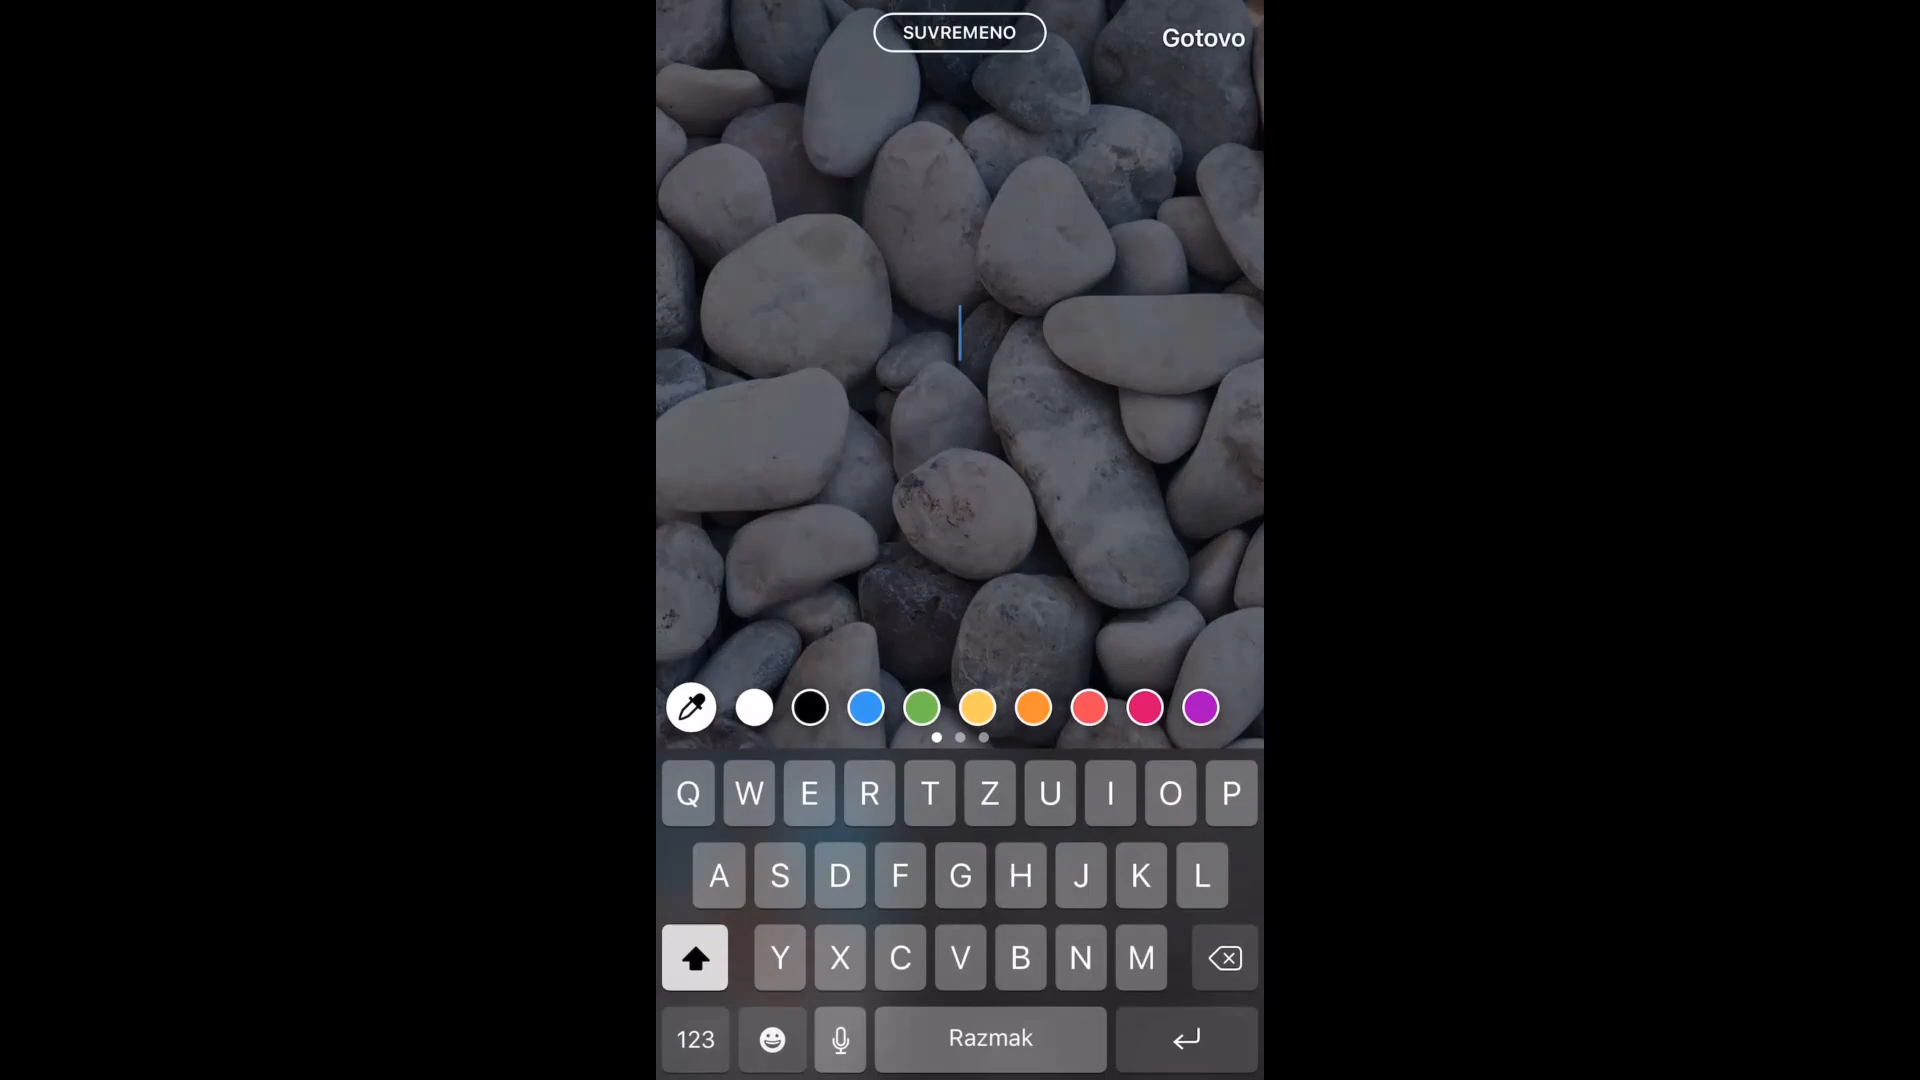 SUVREMENO
Gotovo
Q W E R T Z U I O P
A S D F G H J K L
Y X C V B N M
123 Razmak